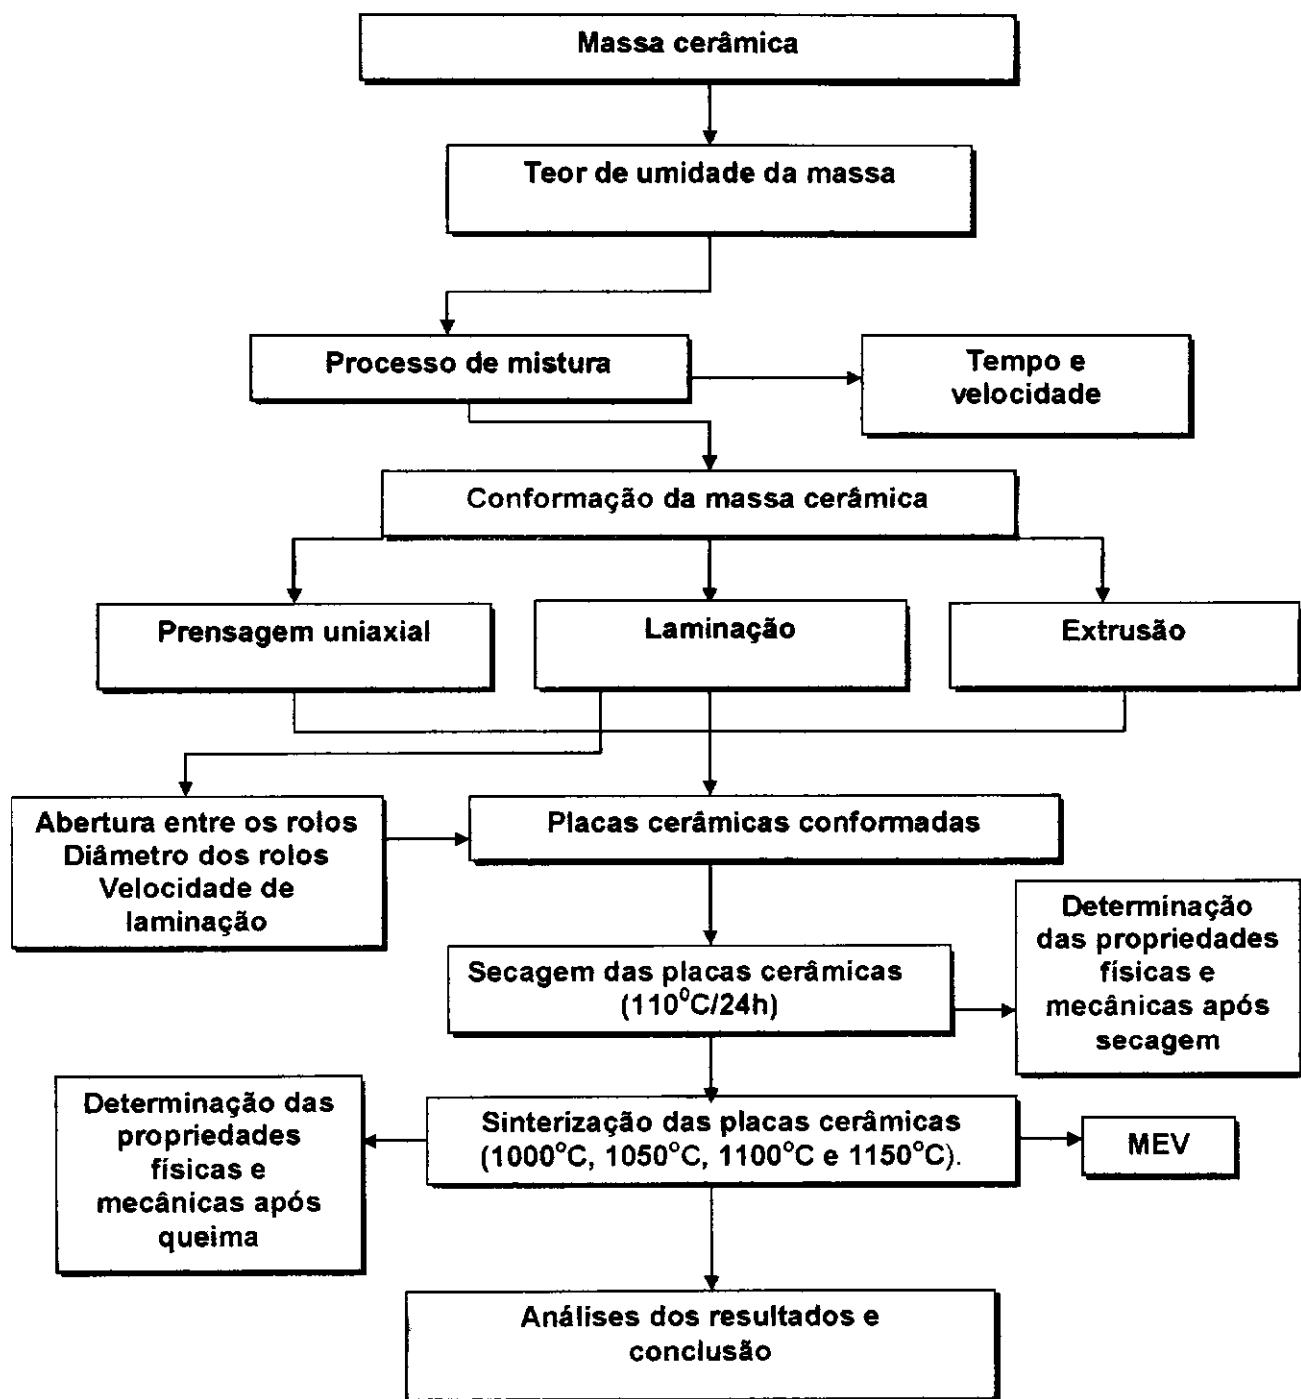 Massa cerâmica
Teor de umidade da massa
Processo de mistura
Tempo e
velocidade
Conformação da massa cerâmica
Prensagem uniaxial
Laminação
Extrusão
Abertura entre os rolos
Diâmetro dos rolos
Velocidade de
laminação
Placas cerâmicas conformadas
Secagem das placas cerâmicas
(110⁰C/24h)
Determinação
das propriedades
físicas e
mecânicas após
secagem
Determinação das
propriedades
físicas e
mecânicas após
queima
Sinterização das placas cerâmicas
(1000°C, 1050°C, 1100°C e 1150°C).
MEV
Análises dos resultados e
conclusão